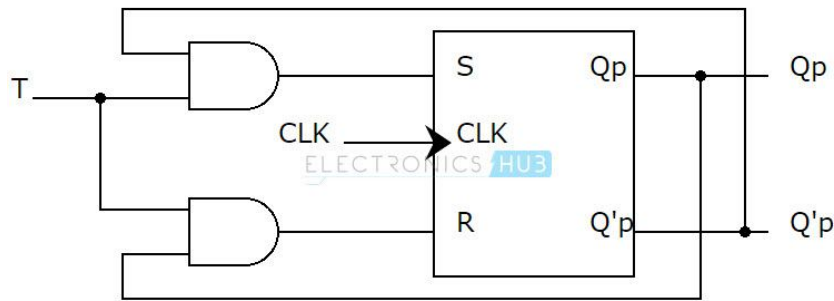 S Qp Qp
T
CLK CLK
ELECTRONICS HUB
R Q'p Q'p